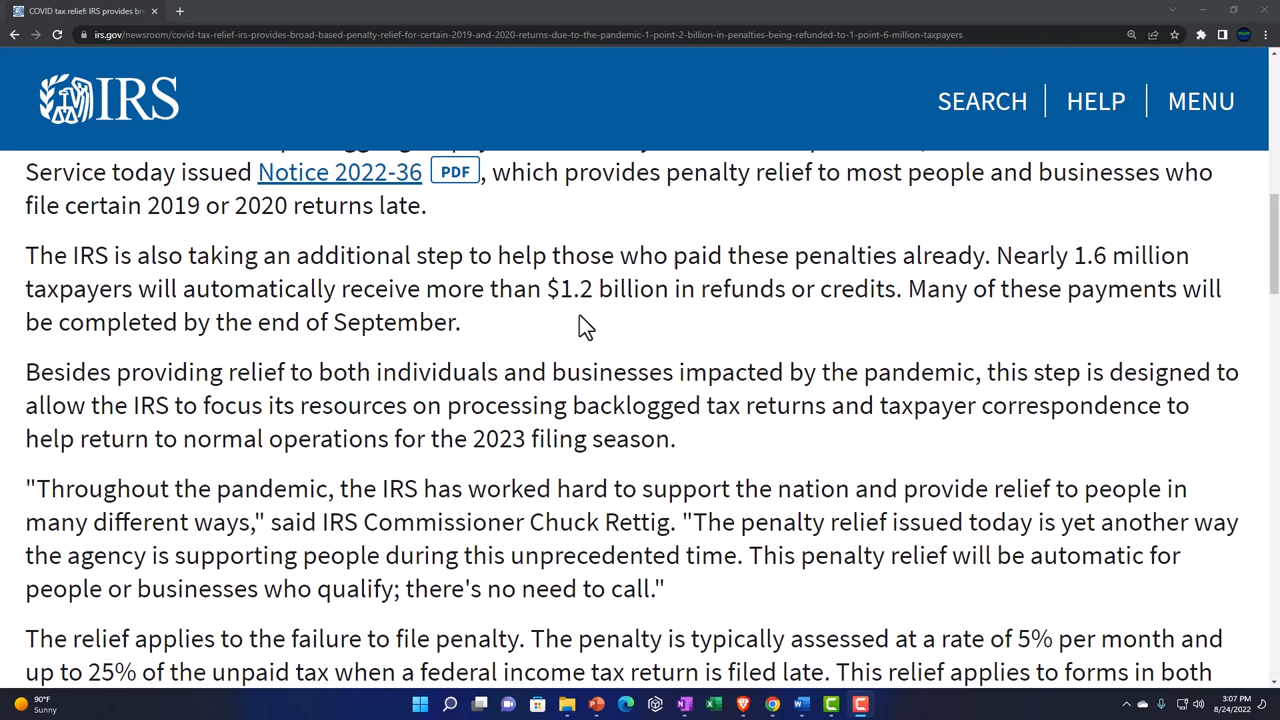 COVID tax relief: IRS provides bro
irs.gov/newsroom/covid-tax-relief-irs-provides-broad-based-penalty-relief-for-certain-2019-and-2020-returns-due-to-the-pandemic-1-point-2-billion-in-penalties-being-refunded-to-1-point-6-million-taxpayers
IRS
SEARCH HELP MENU
Service today issued Notice 2022-36 PDF, which provides penalty relief to most people and businesses who
file certain 2019 or 2020 returns late.
The IRS is also taking an additional step to help those who paid these penalties already. Nearly 1.6 million
taxpayers will automatically receive more than $1.2 billion in refunds or credits. Many of these payments will
be completed by the end of September.
Besides providing relief to both individuals and businesses impacted by the pandemic, this step is designed to
allow the IRS to focus its resources on processing backlogged tax returns and taxpayer correspondence to
help return to normal operations for the 2023 filing season.
"Throughout the pandemic, the IRS has worked hard to support the nation and provide relief to people in
many different ways," said IRS Commissioner Chuck Rettig. "The penalty relief issued today is yet another way
the agency is supporting people during this unprecedented time. This penalty relief will be automatic for
people or businesses who qualify; there's no need to call."
The relief applies to the failure to file penalty. The penalty is typically assessed at a rate of 5% per month and
up to 25% of the unpaid tax when a federal income tax return is filed late. This relief applies to forms in both
90°F
Sunny
3:07 PM
8/24/2022